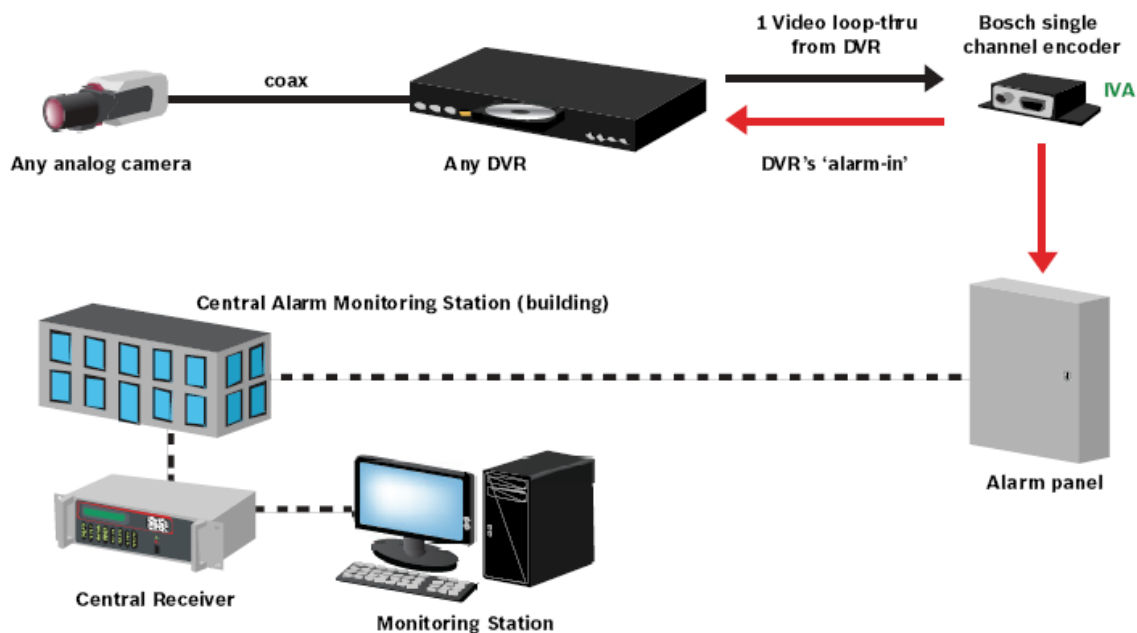 1 Video loop-thru
from DVR
Bosch single
channel encoder
coax
IVA
Any analog camera
Any DVR
DVR's ‘alarm-in’
Central Alarm Monitoring Station (building)
Alarm panel
Central Receiver
Monitoring Station